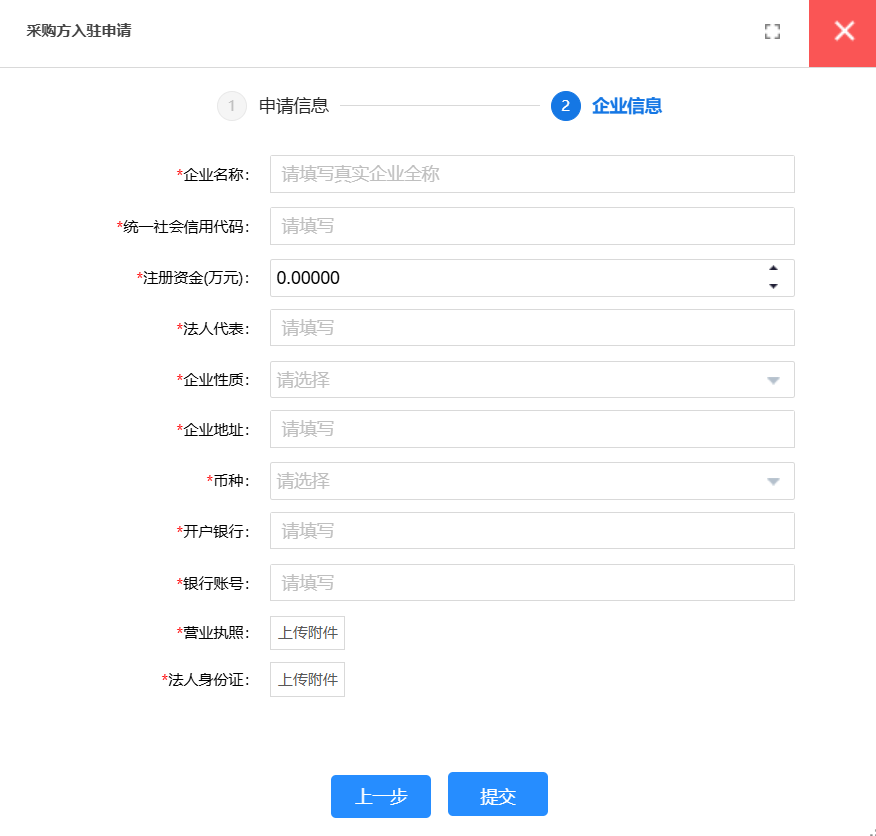 采购方入驻申请
1 申请信息 2 企业信息
*企业名称： 请填写真实企业全称
*统一社会信用代码： 请填写
*注册资金(万元)： 0.00000
*法人代表： 请填写
*企业性质： 请选择
*企业地址： 请填写
*币种： 请选择
*开户银行： 请填写
*银行账号： 请填写
*营业执照： 上传附件
*法人身份证： 上传附件
上一步 提交